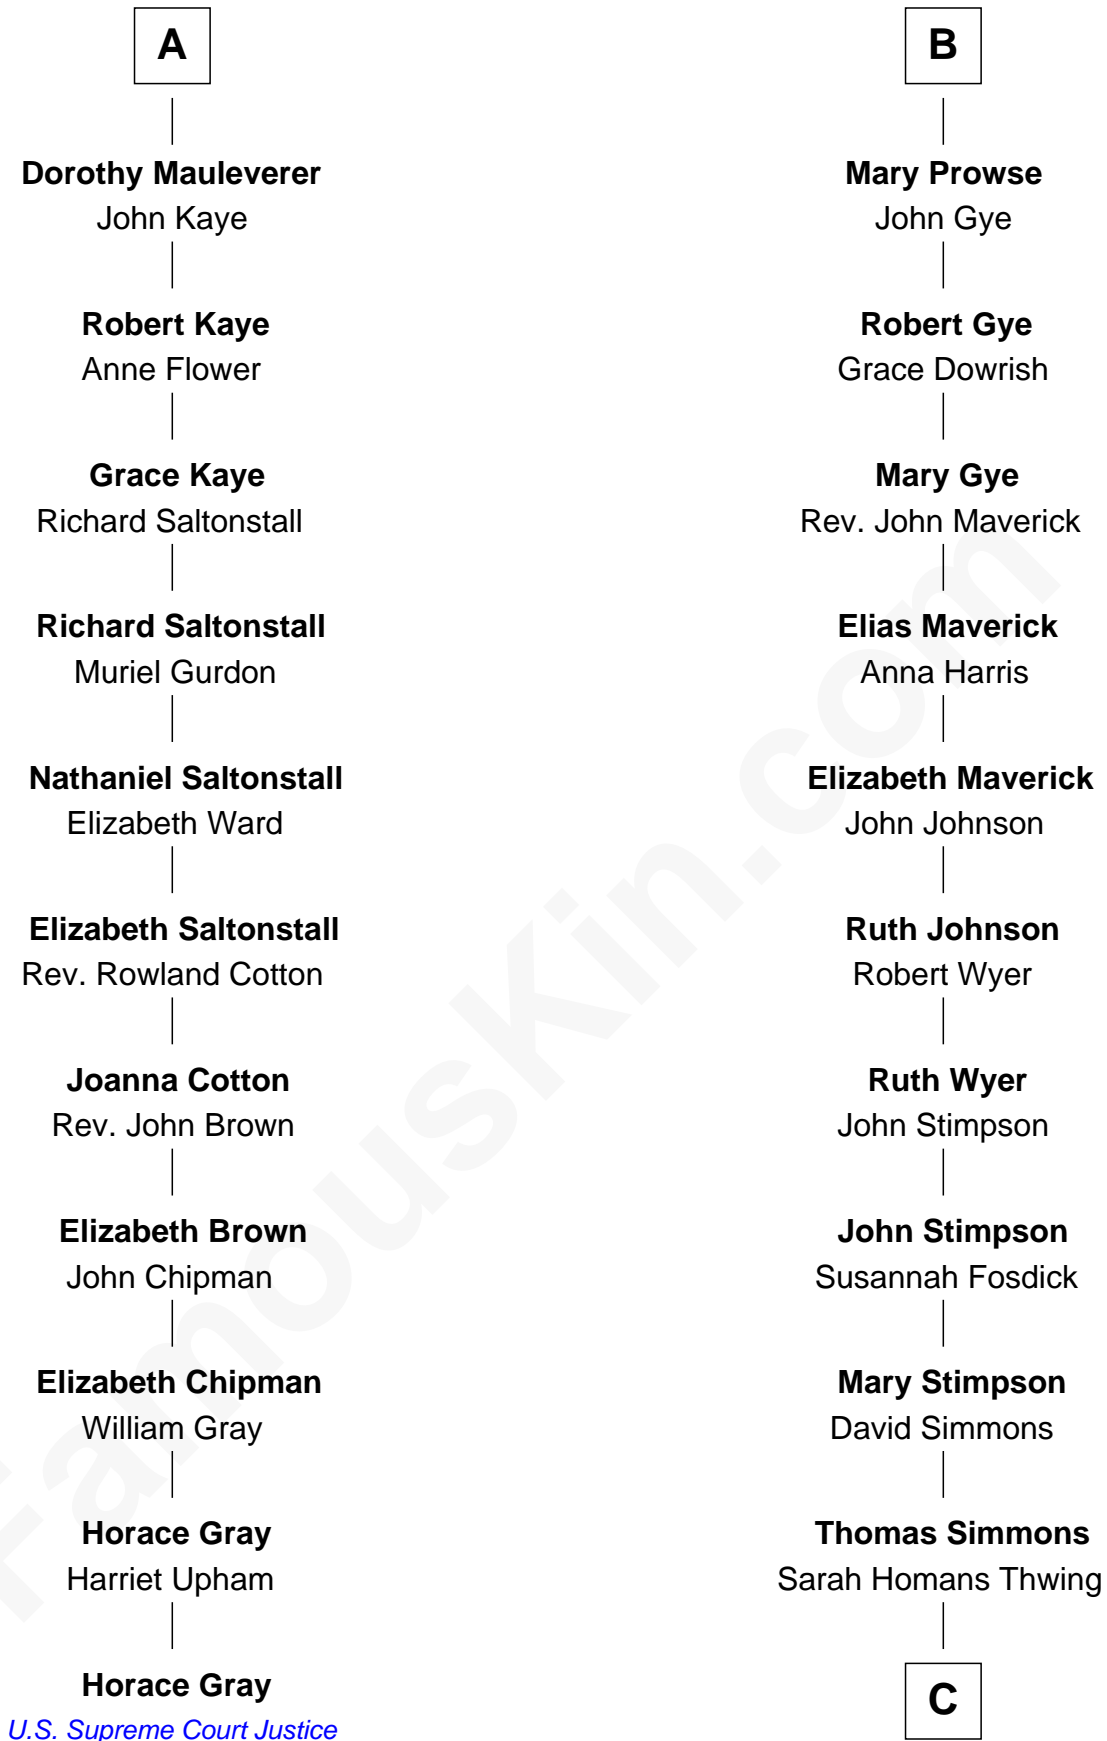 A
Dorothy Mauleverer
John Kaye
Robert Kaye
Anne Flower
Grace Kaye
Richard Saltonstall
Richard Saltonstall
Muriel Gurdon
Nathaniel Saltonstall
Elizabeth Ward
Elizabeth Saltonstall
Rev. Rowland Cotton
Joanna Cotton
Rev. John Brown
Elizabeth Brown
John Chipman
Elizabeth Chipman
William Gray
Horace Gray
Harriet Upham
Horace Gray
U.S. Supreme Court Justice
B
Mary Prowse
John Gye
Robert Gye
Grace Dowrish
Mary Gye
Rev. John Maverick
Elias Maverick
Anna Harris
Elizabeth Maverick
John Johnson
Ruth Johnson
Robert Wyer
Ruth Wyer
John Stimpson
John Stimpson
Susannah Fosdick
Mary Stimpson
David Simmons
Thomas Simmons
Sarah Homans Thwing
C
FamousKin.com